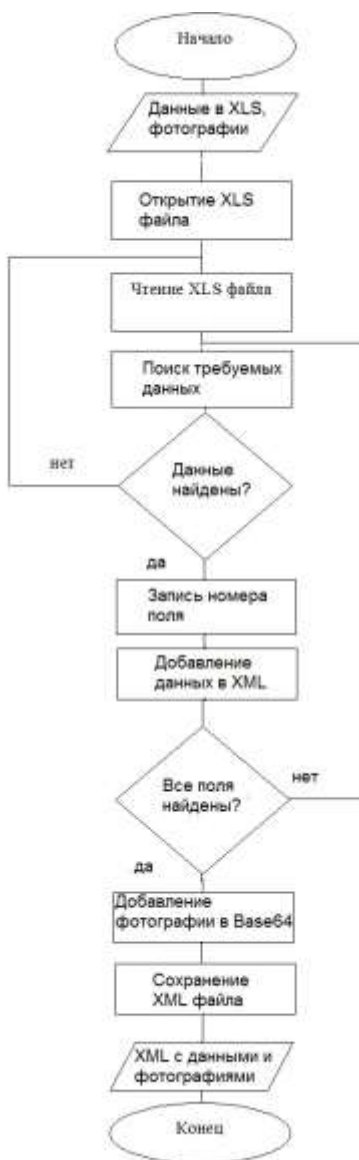 Начало
Данные в XLS,
фотографии
Открытие XLS
файла
Чтение XLS файла
Поиск требуемых
данных
нет
Данные
найдены?
да
Запись номера
поля
Добавление
данных в XML
Все поля
найдены?
нет
да
Добавление
фотографии в Base64
Сохранение
XML файла
XML с данными и
фотографиями
Конец